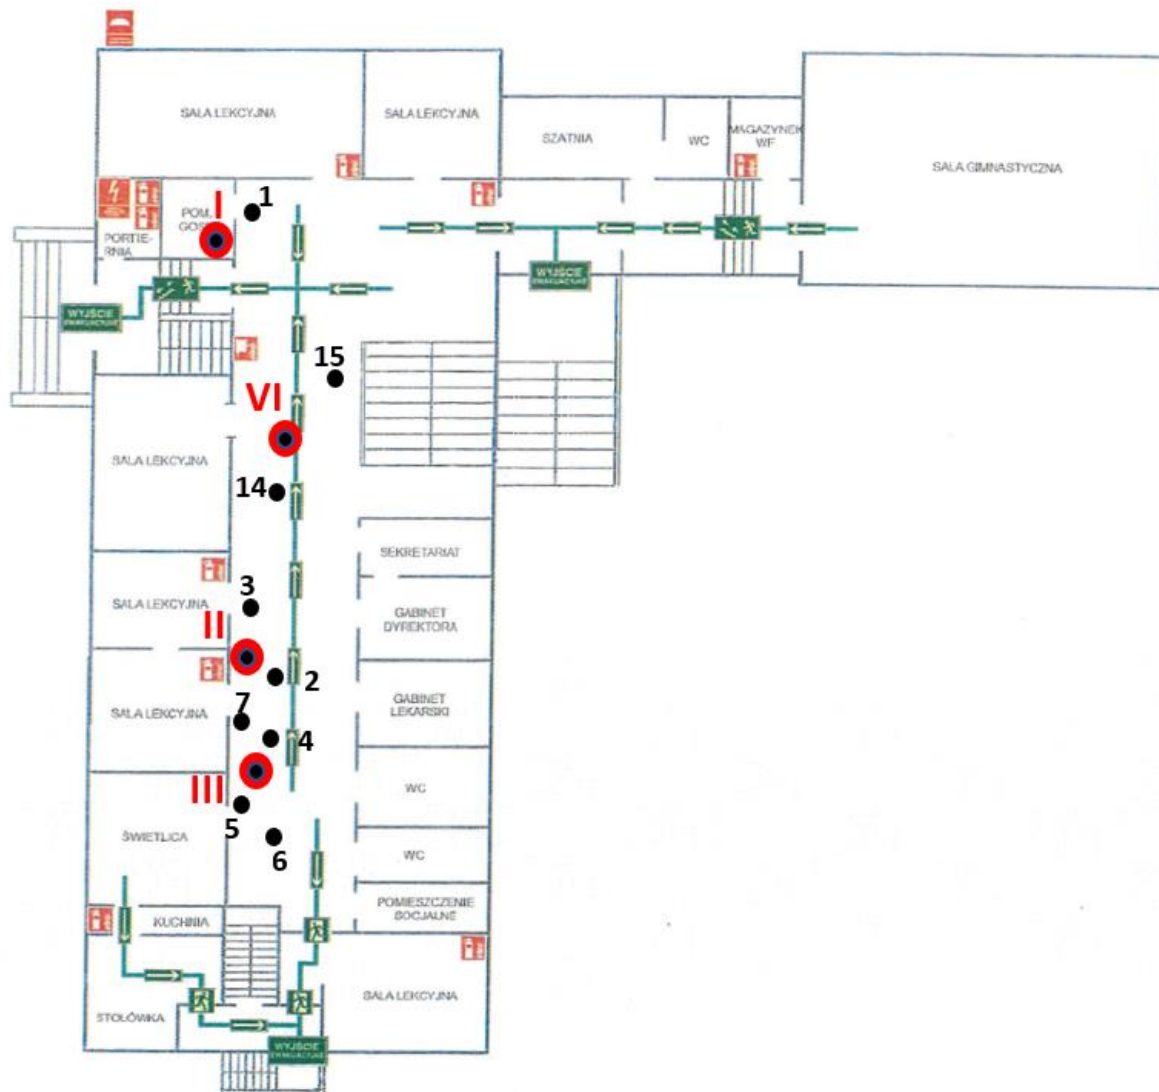 SALA LEKCYJNA
SALA LEKCYJNA
SZATNIA
WC
MAGAZYNEK
WF
SALA GIMNASTYCZNA
I
1
POM.
PORTIE-
RNIA
WYJŚCIE
EWAKUACYJNE
WYJŚCIE
EWAKUACYJNE
15
VI
SALA LEKCYJNA
14
SEKRETARIAT
3
SALA LEKCYJNA
GABINET
DYREKTORA
II
2
7
SALA LEKCYJNA
GABINET
LEKARSKI
4
III
WC
5
ŚWIETLICA
6
WC
KUCHNIA
POMIESZCZENIE
SOCJALNE
SALA LEKCYJNA
STOŁÓWKA
WYJŚCIE
EWAKUACYJNE